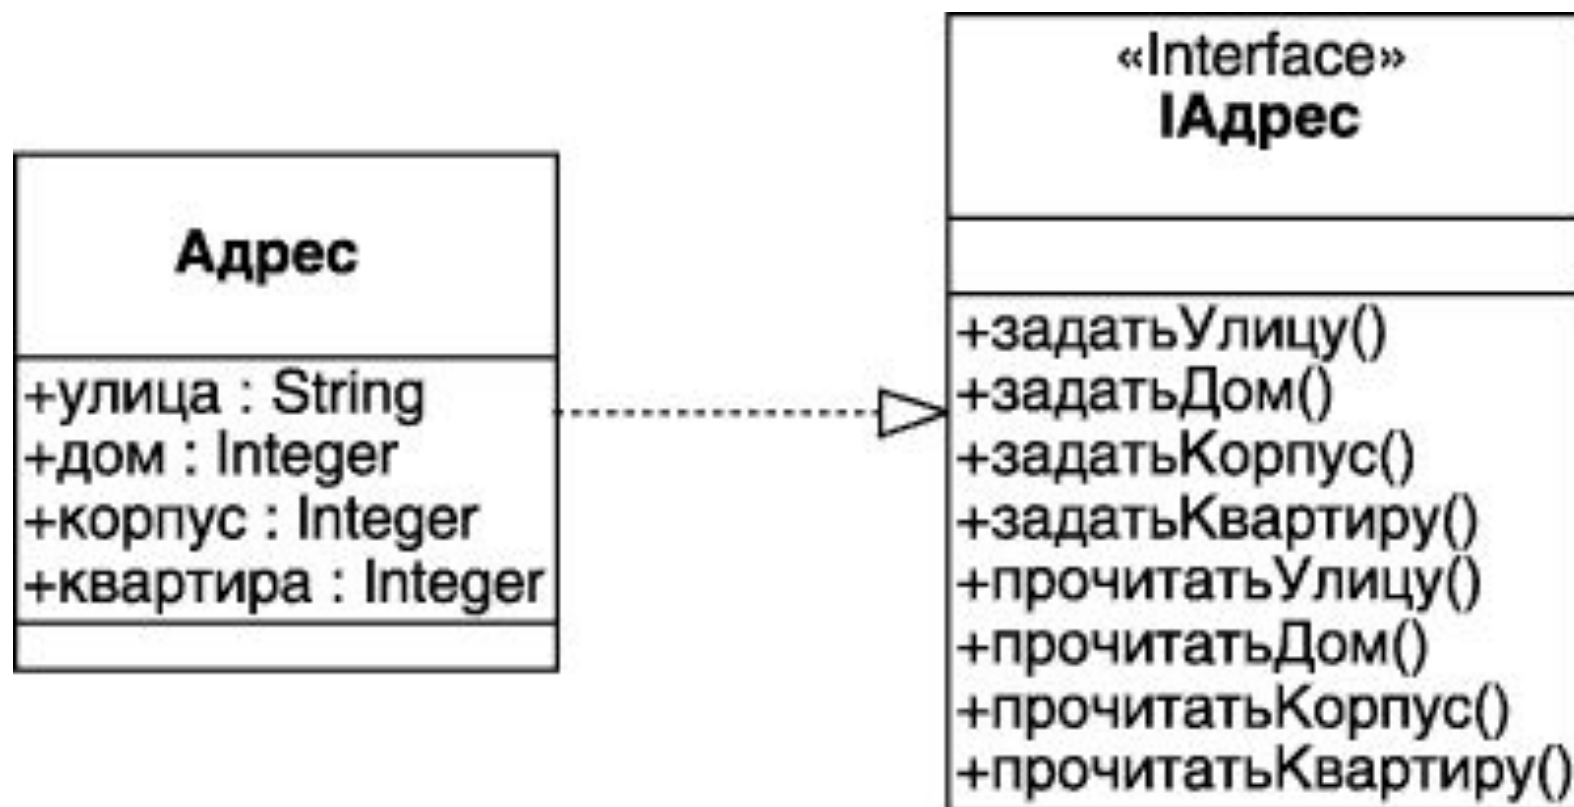 Адрес
+улица : String
+дом : Integer
+корпус : Integer
+квартира : Integer
«Interface»
IАдрес
+задатьУлицу()
+задатьДом()
+задатьКорпус()
+задатьКвартиру()
+прочитатьУлицу()
+прочитатьДом()
+прочитатьКорпус()
+прочитатьКвартиру()